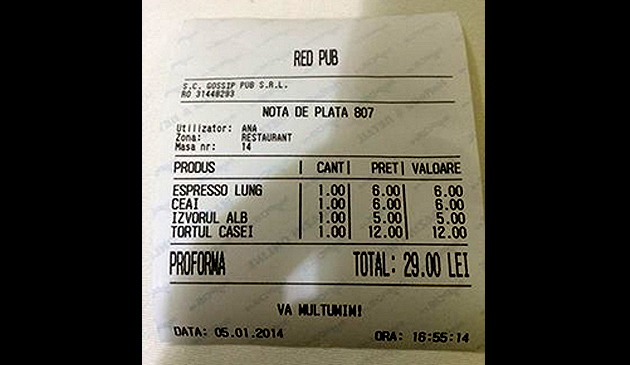 RED PUB
S.C. GOSSIP PUB S.R.L.
RO 31448293
NOTA DE PLATA 807
Utilizator: ANA
Zona: RESTAURANT
Masa nr: 14
PRODUS | CANT | PRET | VALOARE
ESPRESSO LUNG 1.00 6.00 6.00
CEAI 1.00 6.00 6.00
IZVORUL ALB 1.00 5.00 5.00
TORTUL CASEI 1.00 12.00 12.00
PROFORMA TOTAL: 29.00 LEI
VA MULTUMIM!
DATA: 05.01.2014 ORA: 16:55:14